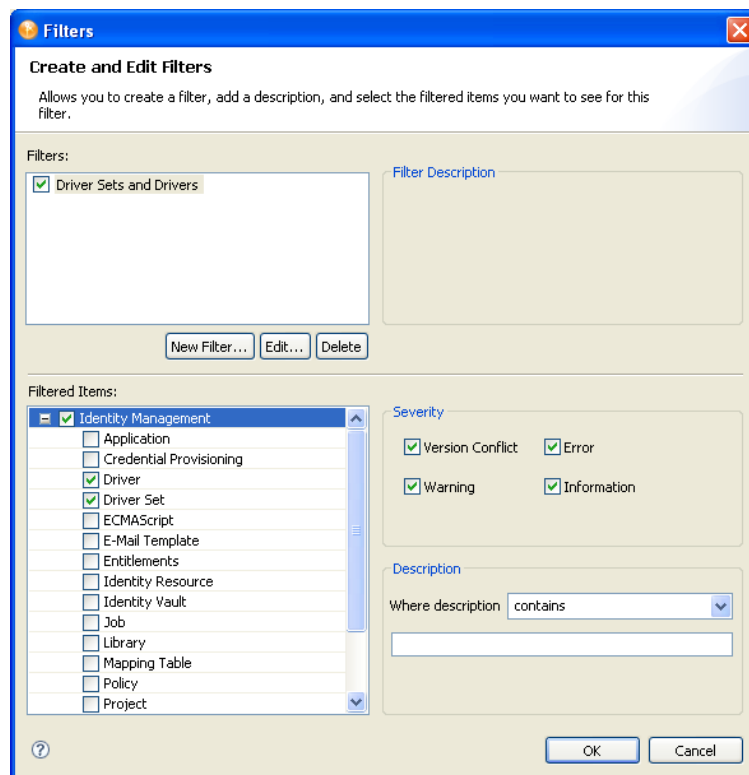 Filters
Create and Edit Filters
Allows you to create a filter, add a description, and select the filtered items you want to see for this
filter.
Filters:
Driver Sets and Drivers
Filter Description
New Filter... Edit... Delete
Filtered Items:
Identity Management
Application
Credential Provisioning
Driver
Driver Set
ECMAScript
E-Mail Template
Entitlements
Identity Resource
Identity Vault
Job
Library
Mapping Table
Policy
Project
Severity
Version Conflict Error
Warning Information
Description
Where description contains
OK Cancel